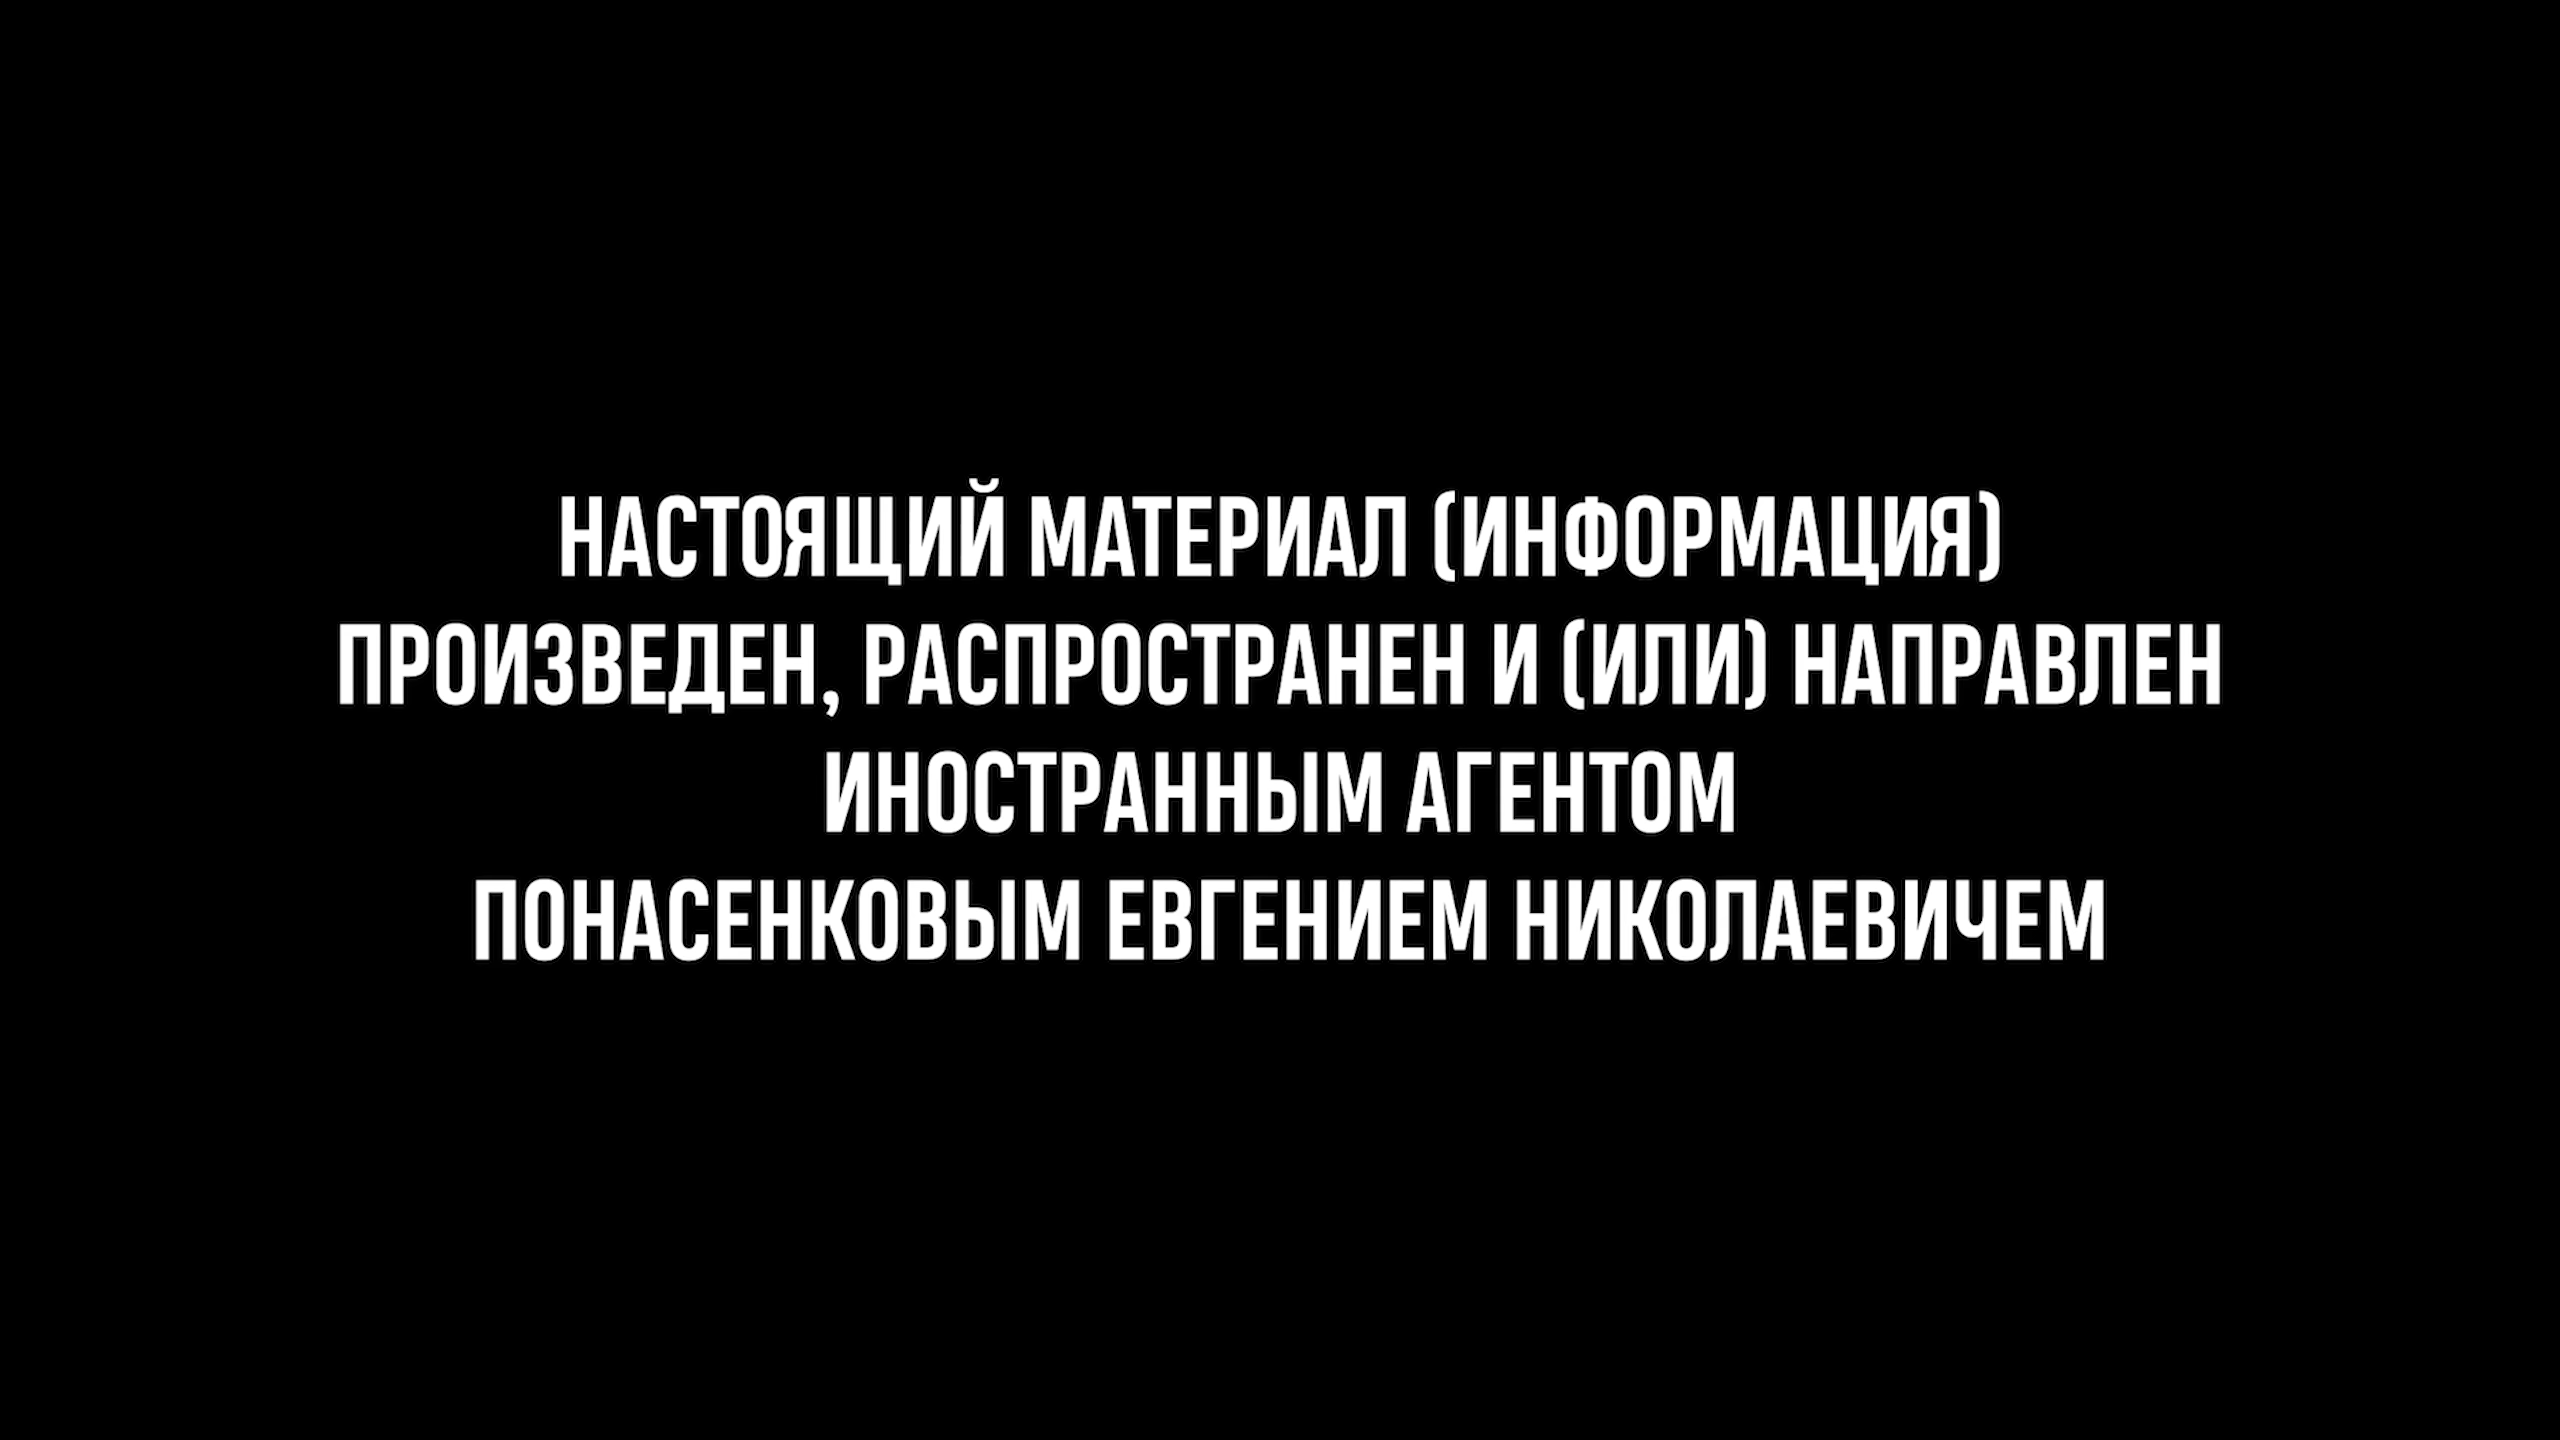 НАСТОЯЩИЙ МАТЕРИАЛ (ИНФОРМАЦИЯ)
ПРОИЗВЕДЕН, РАСПРОСТРАНЕН И (ИЛИ) НАПРАВЛЕН
ИНОСТРАННЫМ АГЕНТОМ
ПОНАСЕНКОВЫМ ЕВГЕНИЕМ НИКОЛАЕВИЧЕМ